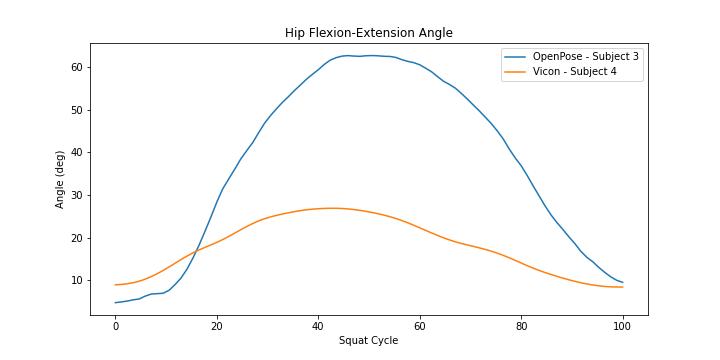 Hip Flexion-Extension Angle
OpenPose - Subject 3
Vicon - Subject 4
60
50
40
30
20
10
Angle (deg)
0 20 40 60 80 100
Squat Cycle